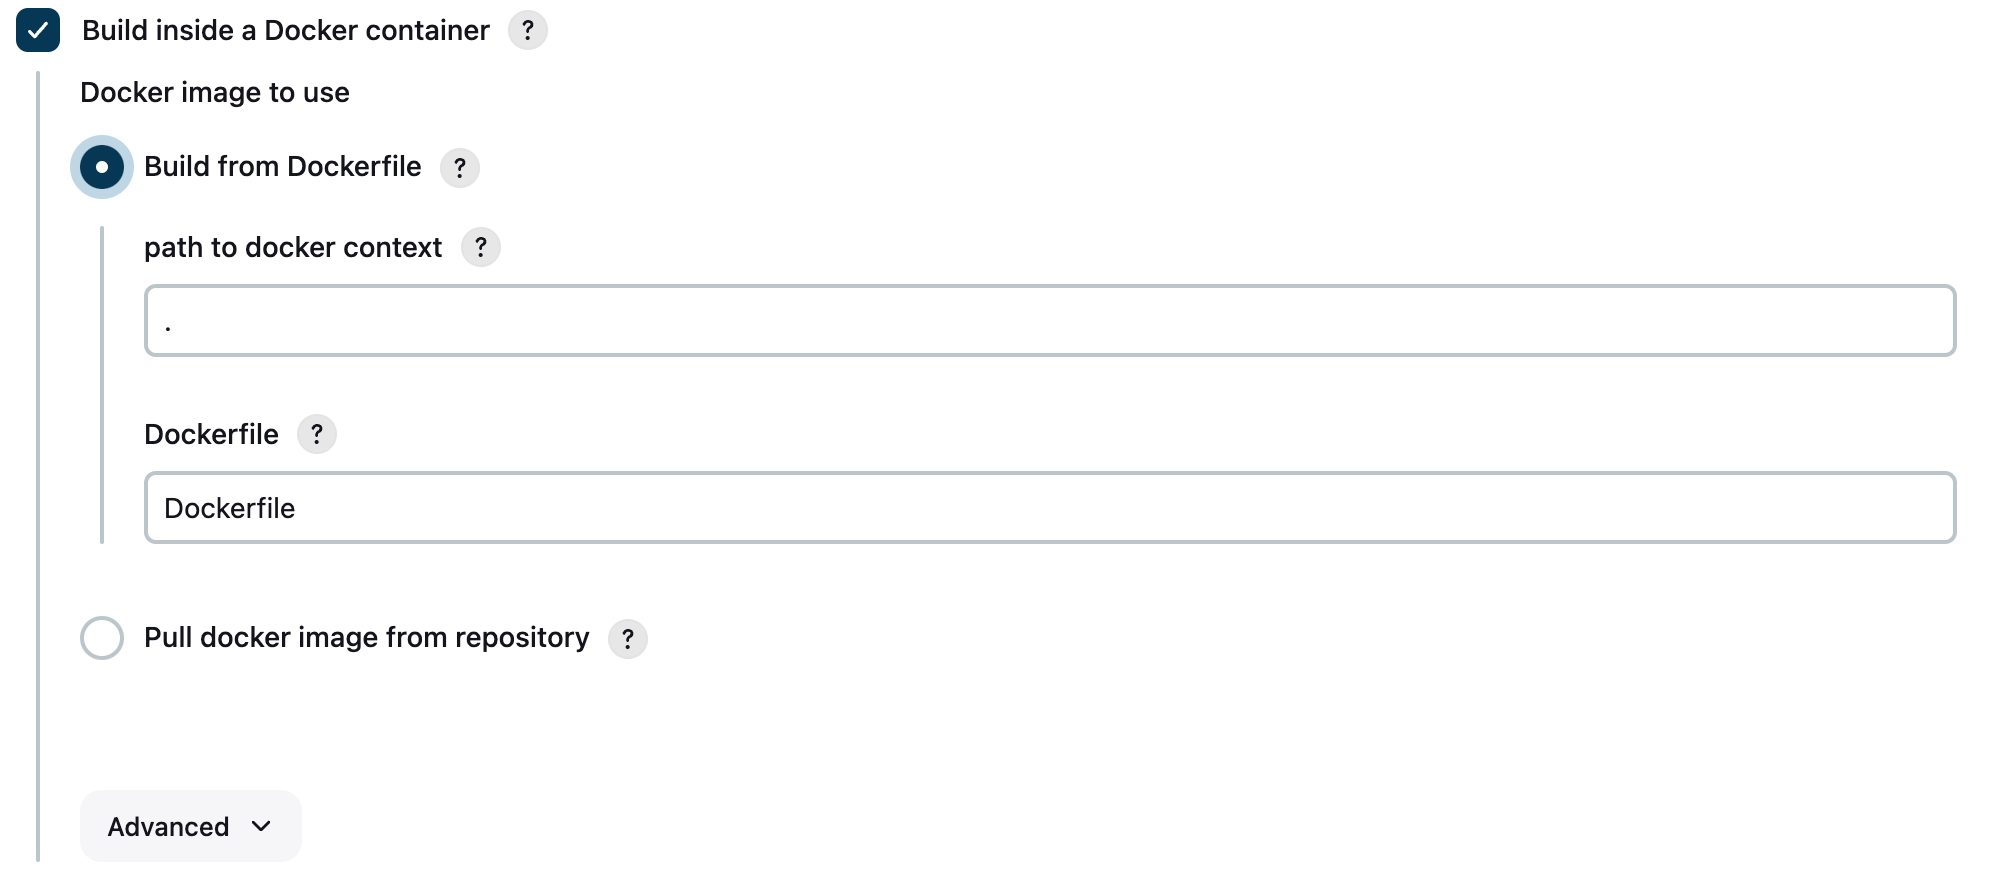 Build inside a Docker container ?
Docker image to use
Build from Dockerfile ?
path to docker context ?
.
Dockerfile ?
Dockerfile
Pull docker image from repository ?
Advanced